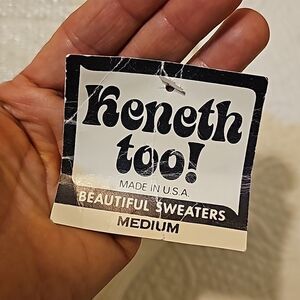 Keneth
too!
MADE IN U.S.A.
BEAUTIFUL SWEATERS
MEDIUM